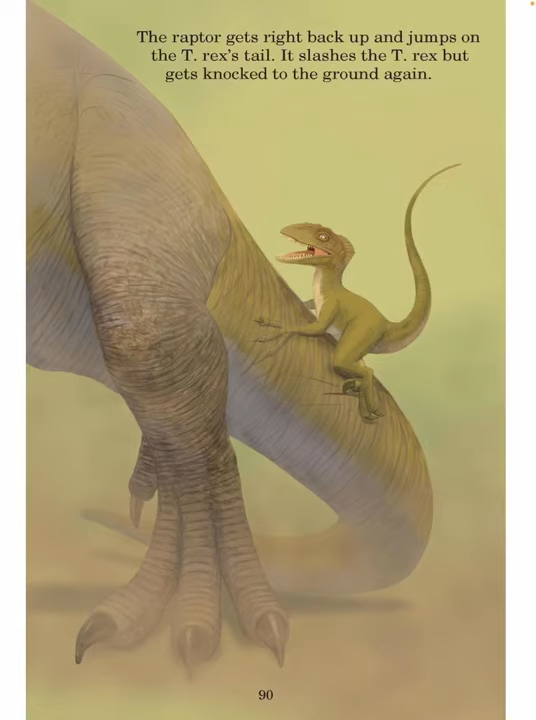 The raptor gets right back up and jumps on
the T. rex's tail. It slashes the T. rex but
gets knocked to the ground again.
90